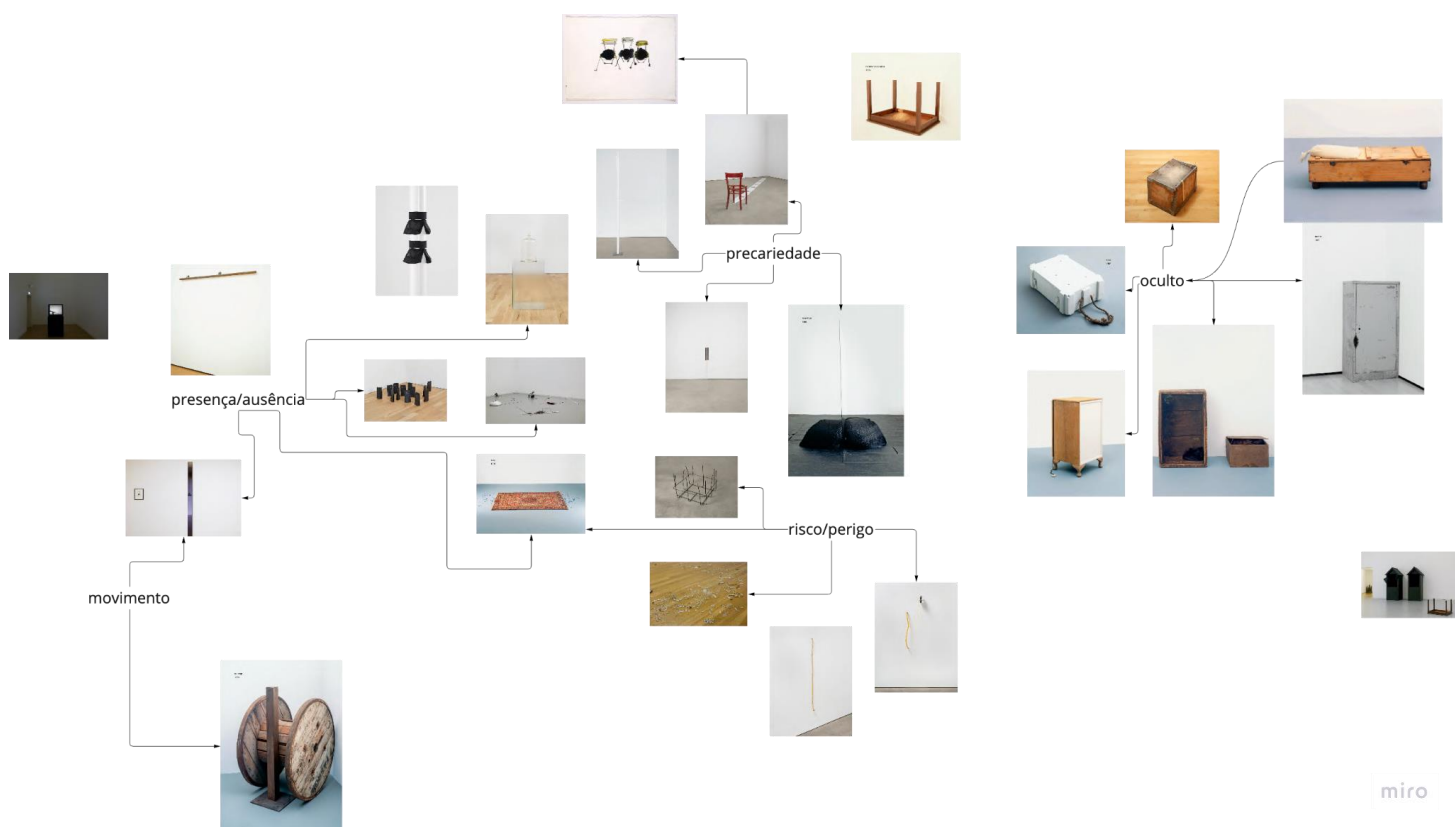 precariedade
oculto
presença/ausência
risco/perigo
movimento
miro